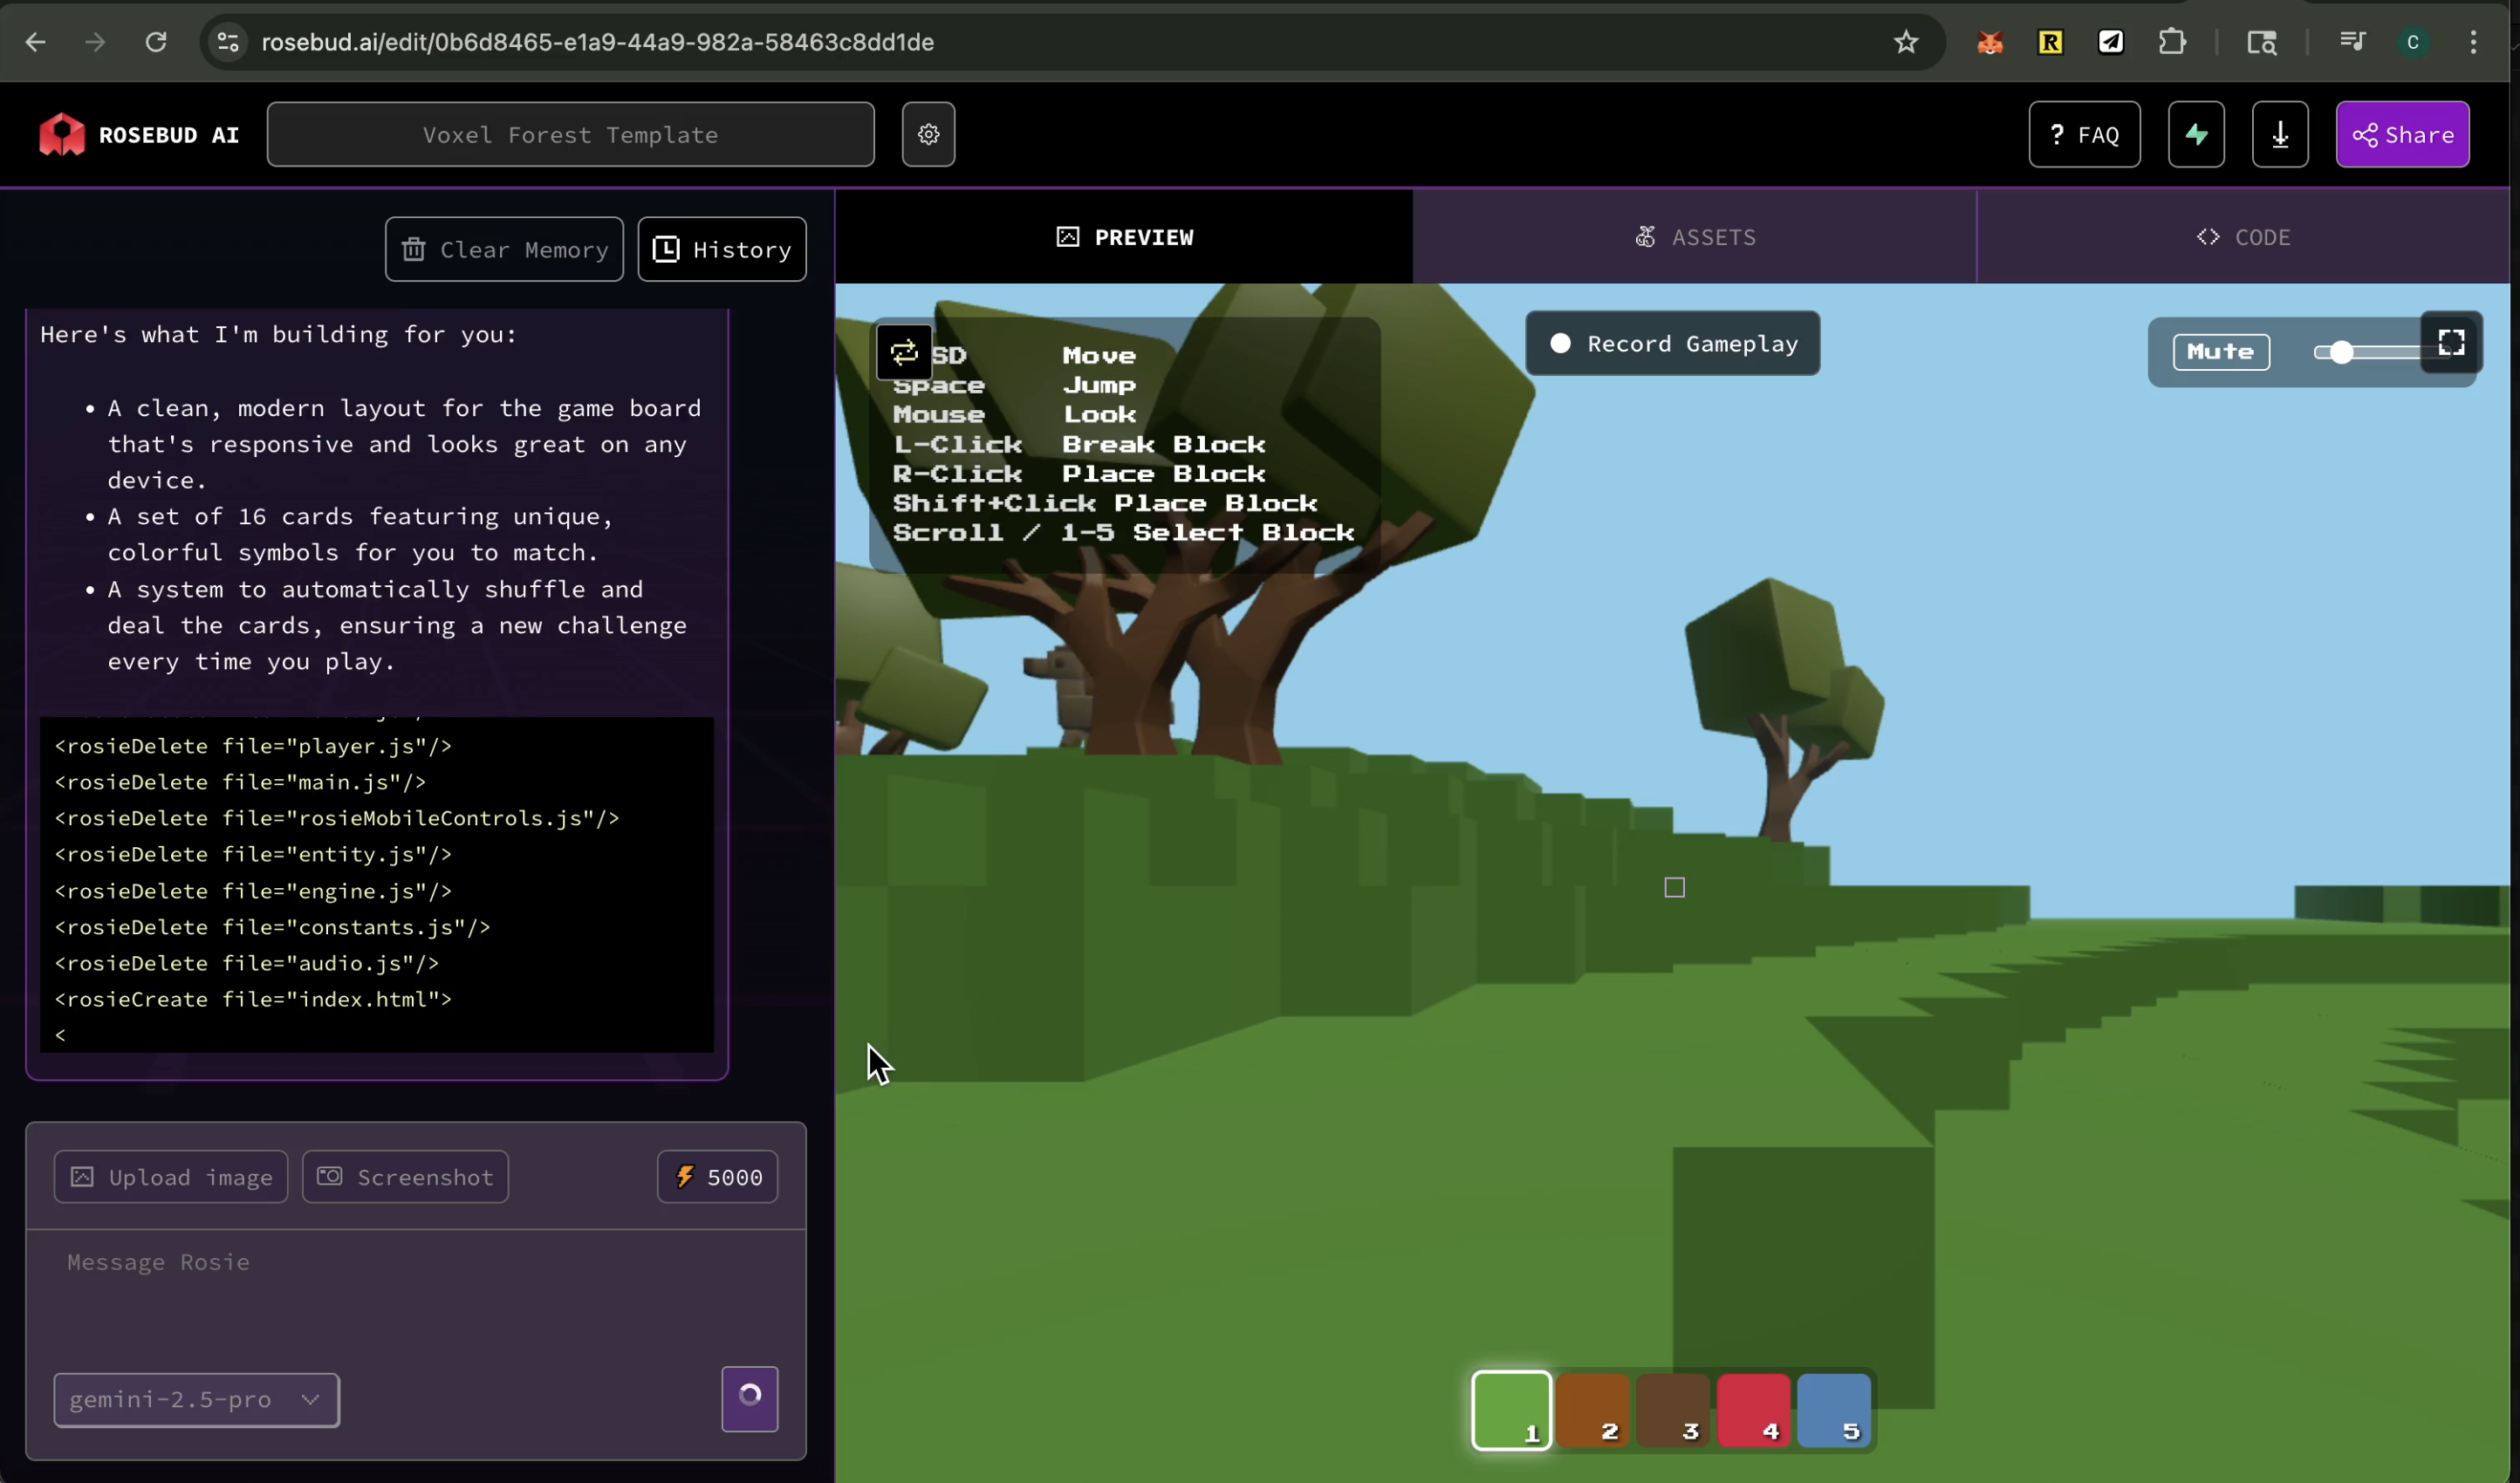 rosebud.ai/edit/0b6d8465-e1a9-44a9-982a-58463c8dd1de
R
C
ROSEBUD AI
Voxel Forest Template
? FAQ
Share
Clear Memory
History
PREVIEW
ASSETS
CODE
Here's what I'm building for you:
• A clean, modern layout for the game board
that's responsive and looks great on any
device.
• A set of 16 cards featuring unique,
colorful symbols for you to match.
• A system to automatically shuffle and
deal the cards, ensuring a new challenge
every time you play.
<rosieDelete file="player.js"/>
<rosieDelete file="main.js"/>
<rosieDelete file="rosieMobileControls.js"/>
<rosieDelete file="entity.js"/>
<rosieDelete file="engine.js"/>
<rosieDelete file="constants.js"/>
<rosieDelete file="audio.js"/>
<rosieCreate file="index.html">
<
Upload image
Screenshot
5000
Message Rosie
gemini-2.5-pro
SD Move
Space Jump
Mouse Look
L-Click Break Block
R-Click Place Block
Shift+Click Place Block
Scroll / 1-5 Select Block
Record Gameplay
Mute
1 2 3 4 5